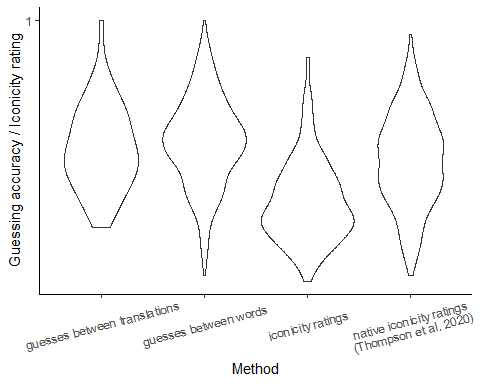 1
Guessing accuracy / Iconicity rating
guesses between translations
guesses between words
iconicity ratings
native iconicity ratings
(Thompson et al. 2020)
Method